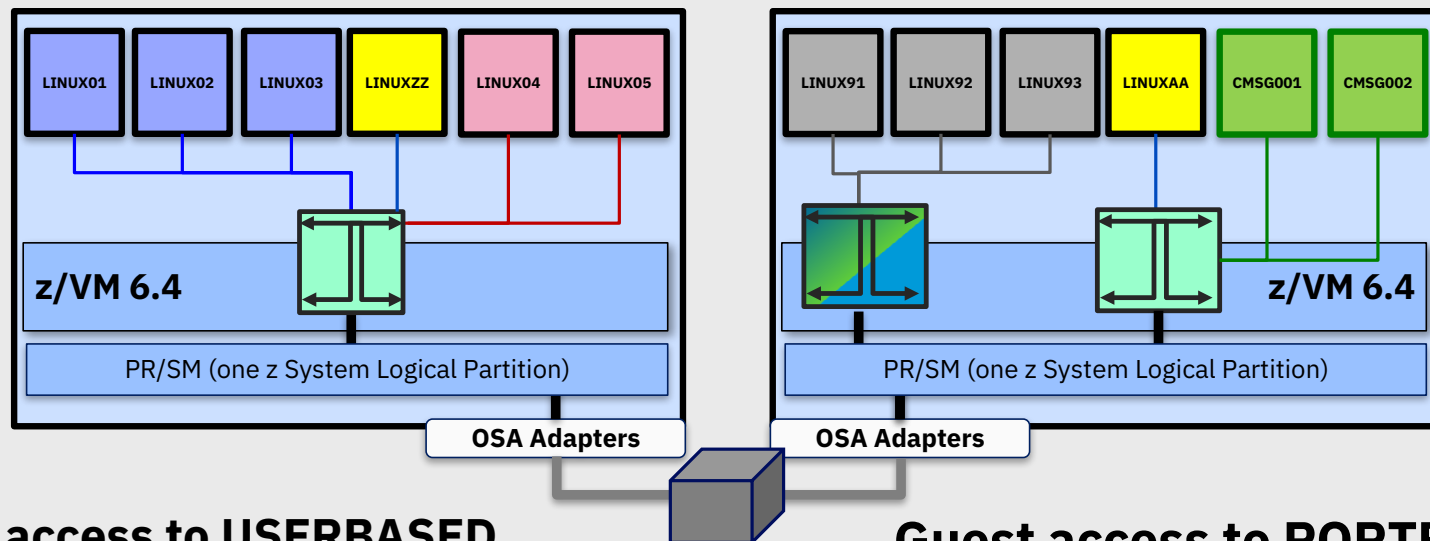 LINUX01 LINUX02 LINUX03 LINUXZZ LINUX04 LINUX05
z/VM 6.4
PR/SM (one z System Logical Partition)
OSA Adapters
LINUX91 LINUX92 LINUX93 LINUXAA CMSG001 CMSG002
z/VM 6.4
PR/SM (one z System Logical Partition)
OSA Adapters
access to USERBASED
Guest access to